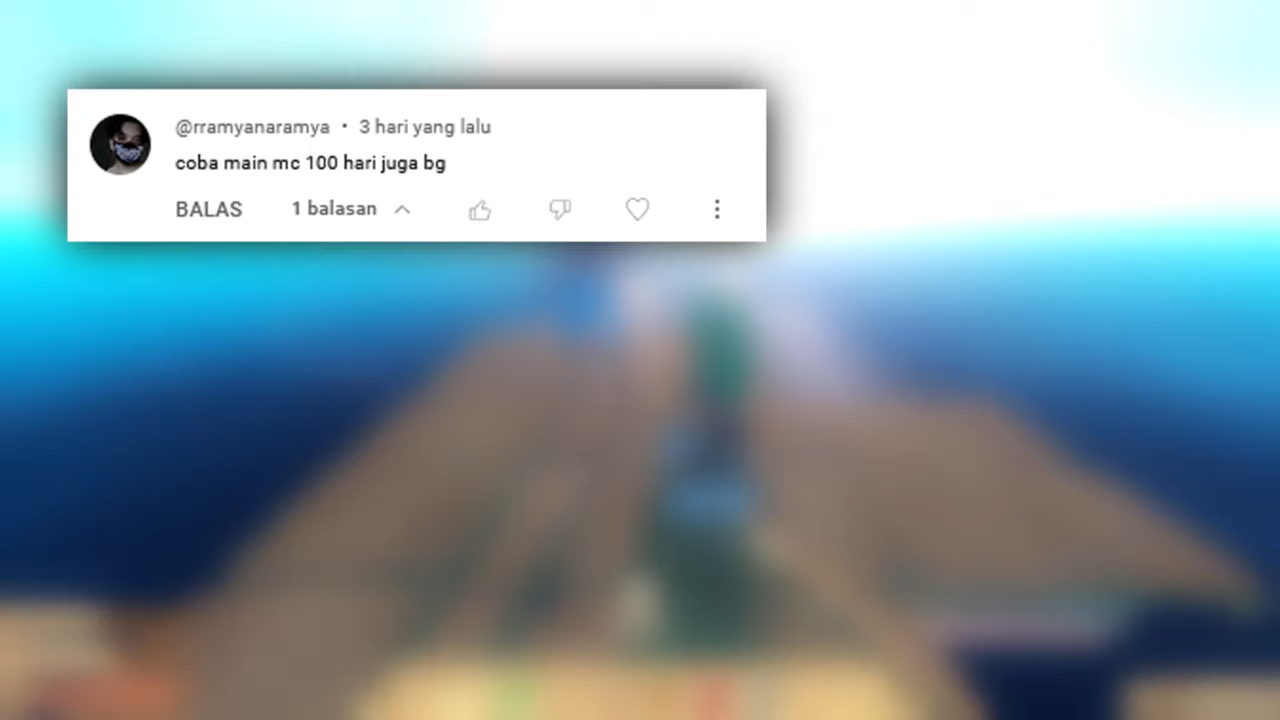 @rramyanaramya • 3 hari yang lalu
coba main mc 100 hari juga bg
BALAS 1 balasan